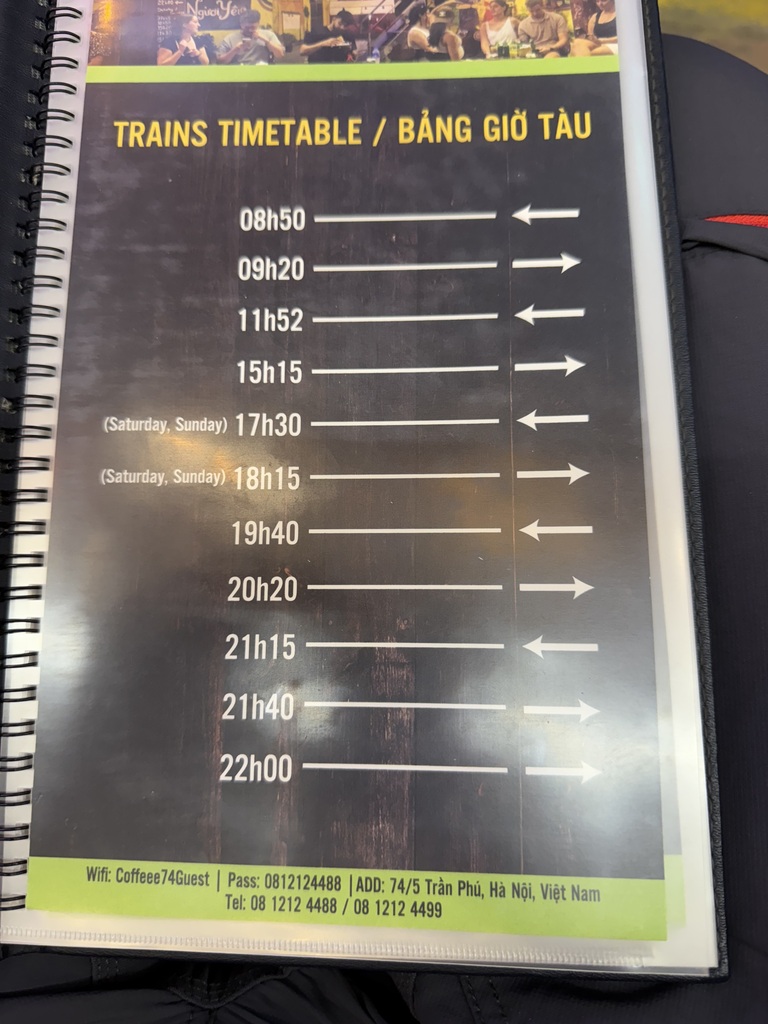 Người Yên
TRAINS TIMETABLE / BẢNG GIỜ TÀU
08h50
09h20
11h52
15h15
(Saturday, Sunday) 17h30
(Saturday, Sunday) 18h15
19h40
20h20
21h15
21h40
22h00
Wifi: Coffeee74Guest | Pass: 0812124488 | ADD: 74/5 Trần Phú, Hà Nội, Việt Nam
Tel: 08 1212 4488 / 08 1212 4499